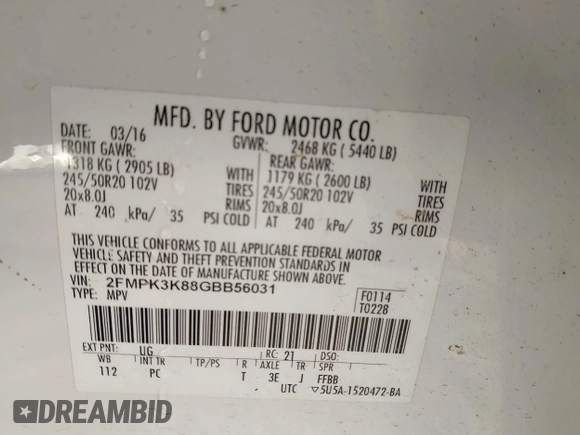 MFD. BY FORD MOTOR CO.
DATE: 03/16 GVWR: 2468 KG ( 5440 LB)
FRONT GAWR: REAR GAWR:
1318 KG ( 2905 LB) WITH 1179 KG ( 2600 LB) WITH
245/50R20 102V TIRES 245/50R20 102V TIRES
20x8.0J RIMS 20x8.0J RIMS
AT 240 kPa/ 35 PSI COLD AT 240 kPa/ 35 PSI COLD
THIS VEHICLE CONFORMS TO ALL APPLICABLE FEDERAL MOTOR
VEHICLE SAFETY AND THEFT PREVENTION STANDARDS IN
EFFECT ON THE DATE OF MANUFACTURE SHOWN ABOVE.
VIN: 2FMPK3K88GBB56031 F0114
TYPE: MPV T0228
EXT PNT: UG RC: 21 DSO:
WB INT TR TP/PS R AXLE TR SPR
112 PC T 3E J FFBB
UTC ▽5U5A-1520472-BA
DREAMBID